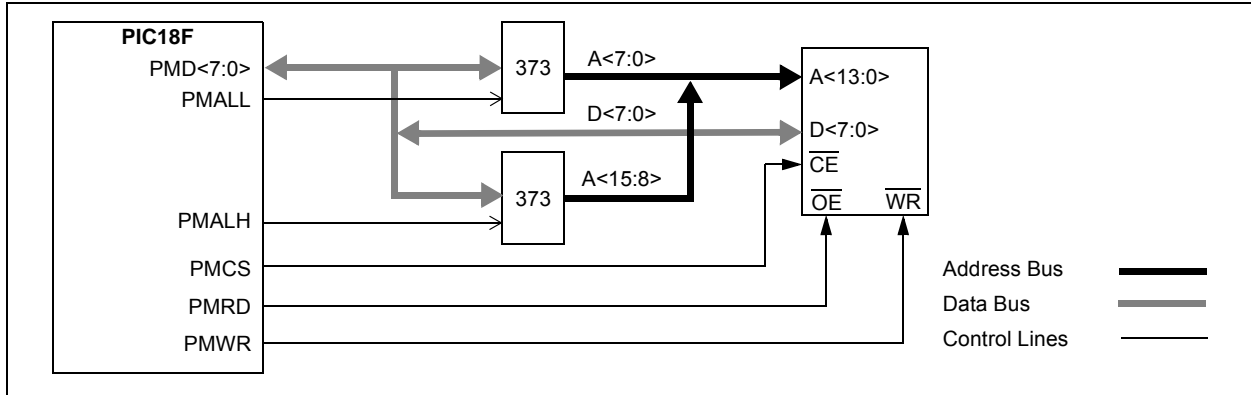 PIC18F
PMD<7:0>
PMALL
PMALH
PMCS
PMRD
PMWR
373
373
A<7:0>
D<7:0>
A<15:8>
A<13:0>
D<7:0>
CE
OE
WR
Address Bus
Data Bus
Control Lines